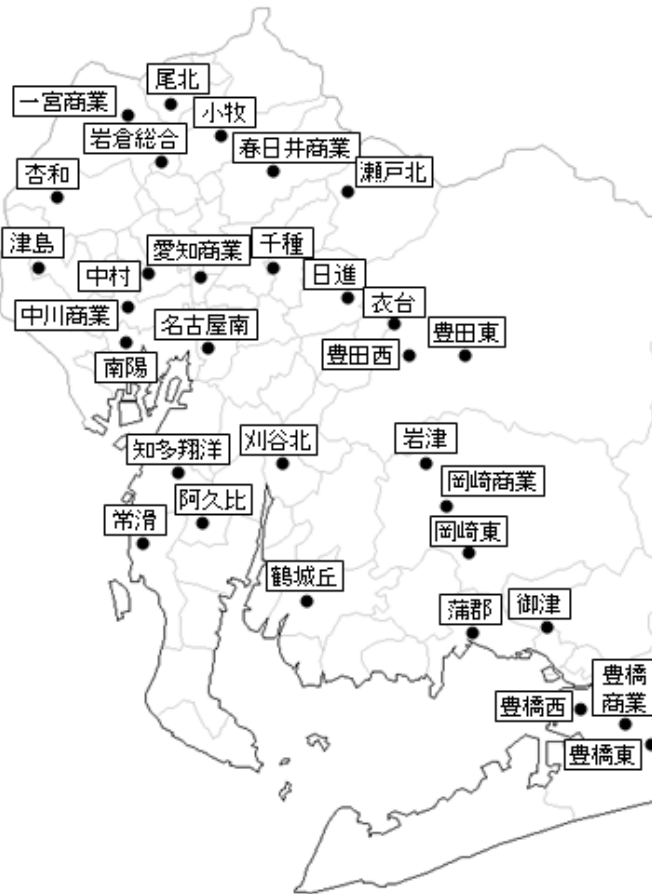 尾北
一宮商業
小牧
岩倉総合
春日井商業
瀬戸北
杏和
津島
愛知商業
千種
中村
日進
衣台
中川商業
名古屋南
豊田西
豊田東
南陽
知多翔洋
刈谷北
岩津
岡崎商業
阿久比
常滑
岡崎東
鶴城丘
蒲郡
御津
豊橋
商業
豊橋西
豊橋東